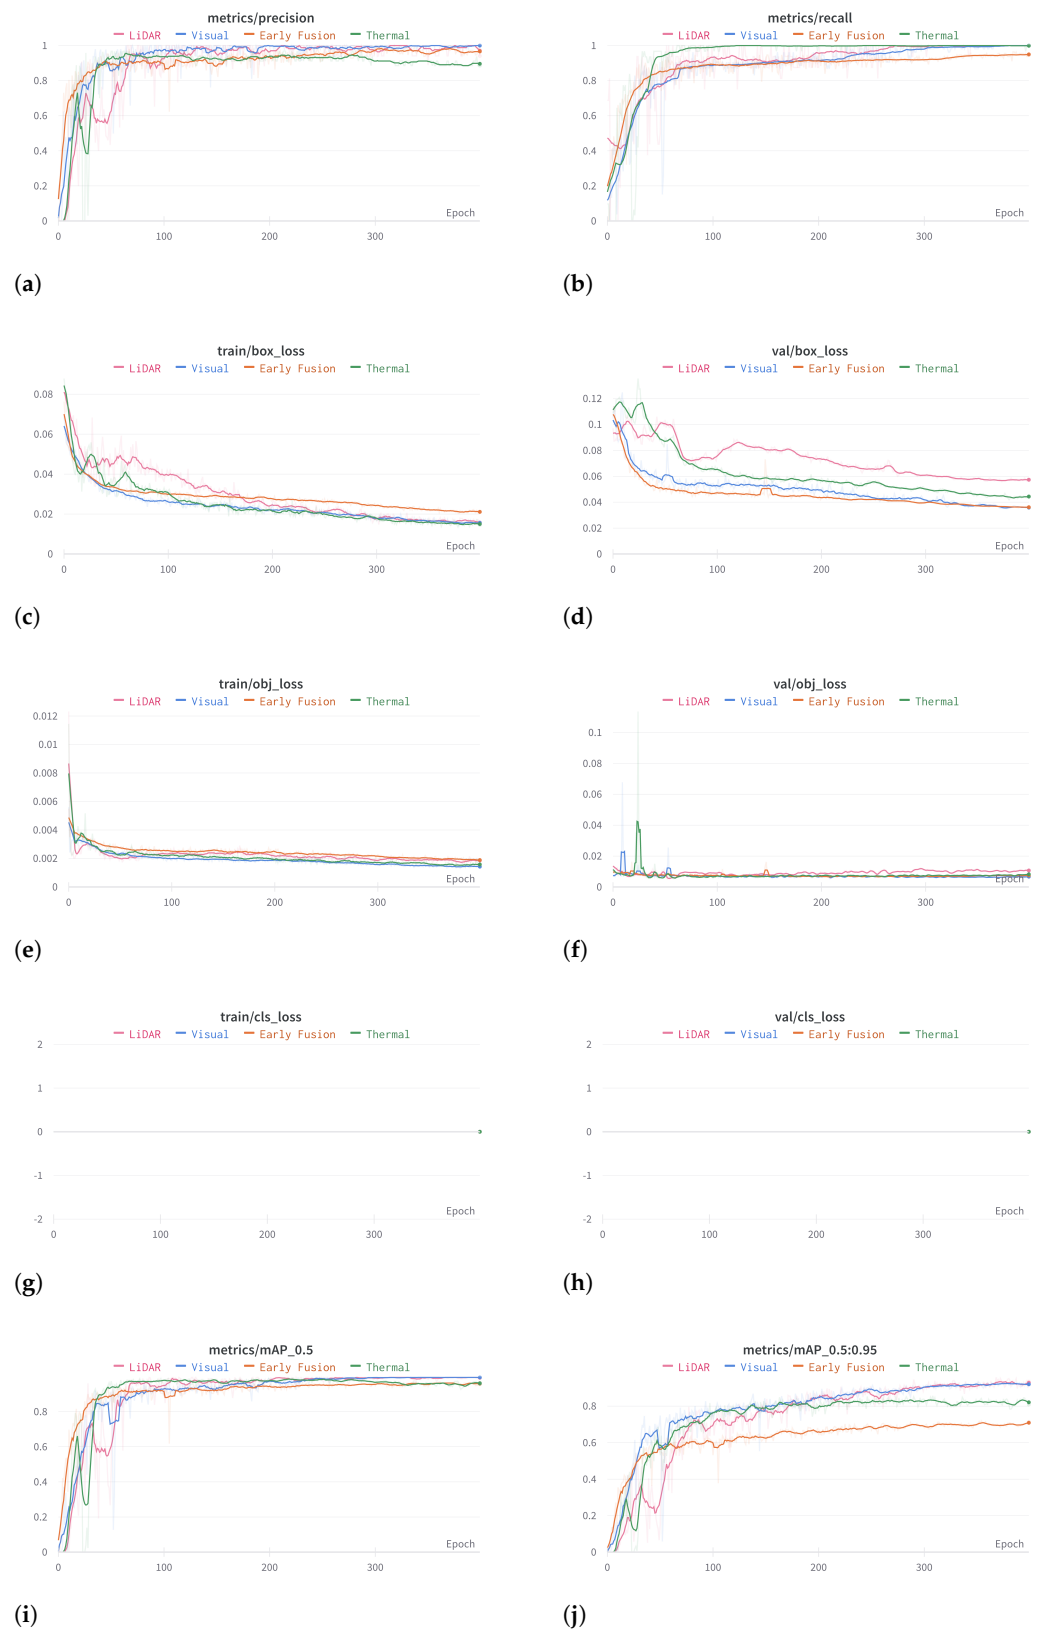 metrics/precision
LiDAR Visual Early Fusion Thermal
1
0.8
0.6
0.4
0.2
0
Epoch
0 100 200 300
(a)
metrics/recall
LiDAR Visual Early Fusion Thermal
1
0.8
0.6
0.4
0.2
0
Epoch
0 100 200 300
(b)
train/box_loss
LiDAR Visual Early Fusion Thermal
0.08
0.06
0.04
0.02
0
Epoch
0 100 200 300
(c)
val/box_loss
LiDAR Visual Early Fusion Thermal
0.12
0.1
0.08
0.06
0.04
0.02
0
Epoch
0 100 200 300
(d)
train/obj_loss
LiDAR Visual Early Fusion Thermal
0.012
0.01
0.008
0.006
0.004
0.002
0
Epoch
0 100 200 300
(e)
val/obj_loss
LiDAR Visual Early Fusion Thermal
0.1
0.08
0.06
0.04
0.02
0
Epoch
0 100 200 300
(f)
train/cls_loss
LiDAR Visual Early Fusion Thermal
2
1
0
-1
-2
Epoch
0 100 200 300
(g)
val/cls_loss
LiDAR Visual Early Fusion Thermal
2
1
0
-1
-2
Epoch
0 100 200 300
(h)
metrics/mAP_0.5
LiDAR Visual Early Fusion Thermal
0.8
0.6
0.4
0.2
0
Epoch
0 100 200 300
(i)
metrics/mAP_0.5:0.95
LiDAR Visual Early Fusion Thermal
0.8
0.6
0.4
0.2
0
Epoch
0 100 200 300
(j)